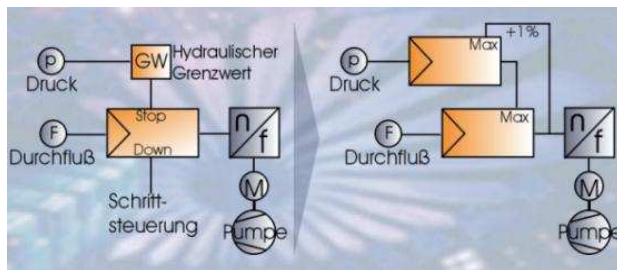 p
Druck
GW
Hydraulischer
Grenzwert
Stop
Down
F
Durchfluß
n
f
Schritt-
steuerung
M
Pumpe
+1%
Max
p
Druck
Max
F
Durchfluß
n
f
M
Pumpe